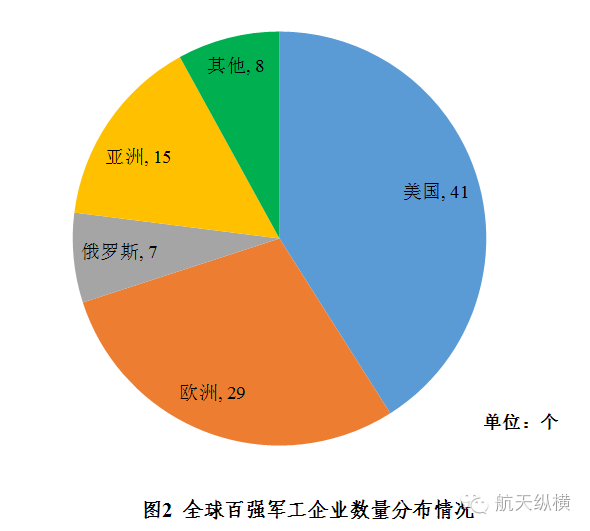 其他, 8
美国, 41
亚洲, 15
俄罗斯, 7
欧洲, 29
单位：个
图2 全球百强军工企业数量分布情况
航天纵横